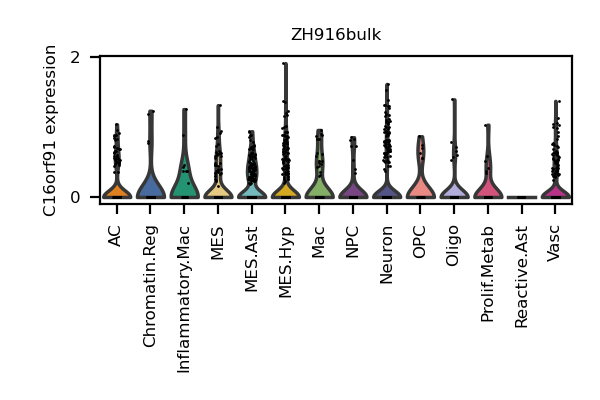 ZH916bulk
C16orf91 expression
2
0
AC
Chromatin.Reg
Inflammatory.Mac
MES
MES.Ast
MES.Hyp
Mac
NPC
Neuron
OPC
Oligo
Prolif.Metab
Reactive.Ast
Vasc